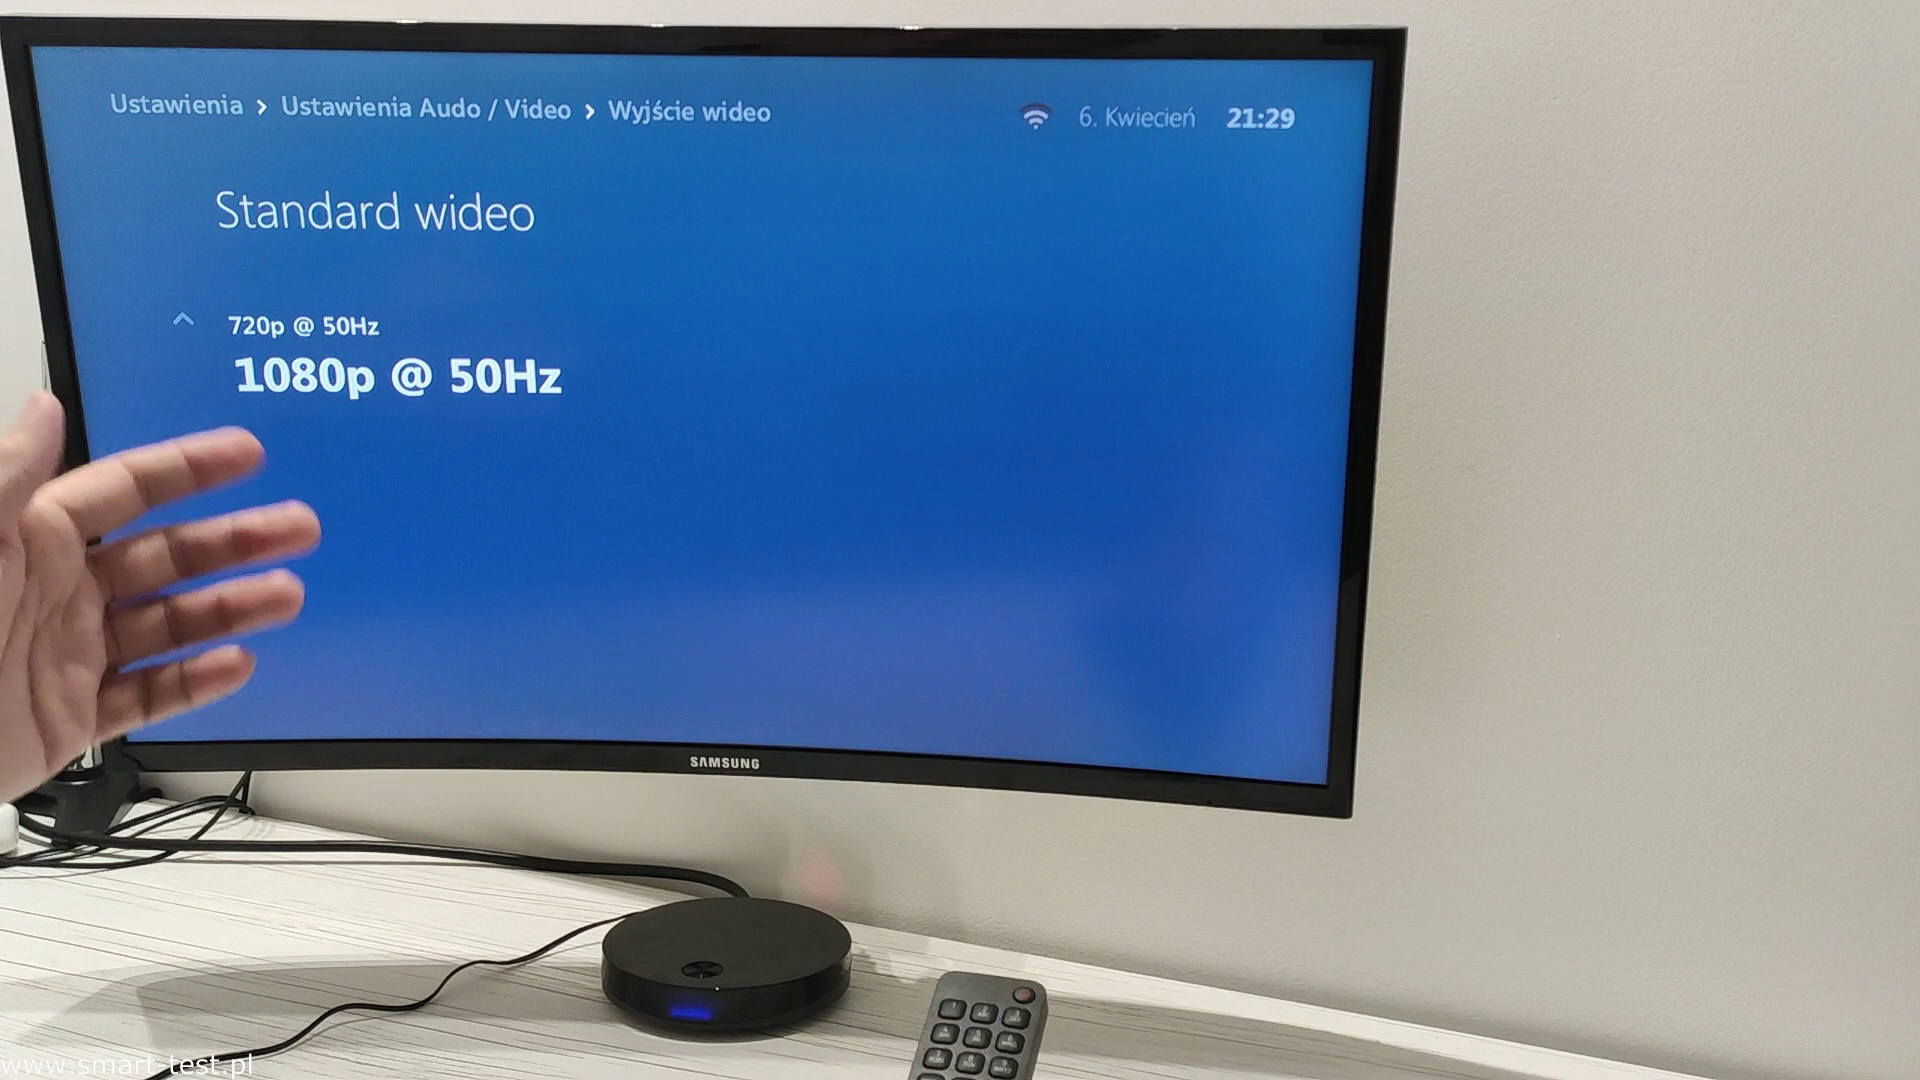 Ustawienia > Ustawienia Audo / Video > Wyjście wideo
6. Kwiecień 21:29
Standard wideo
720p @ 50Hz
1080p @ 50Hz
SAMSUNG
www.smart-test.pl